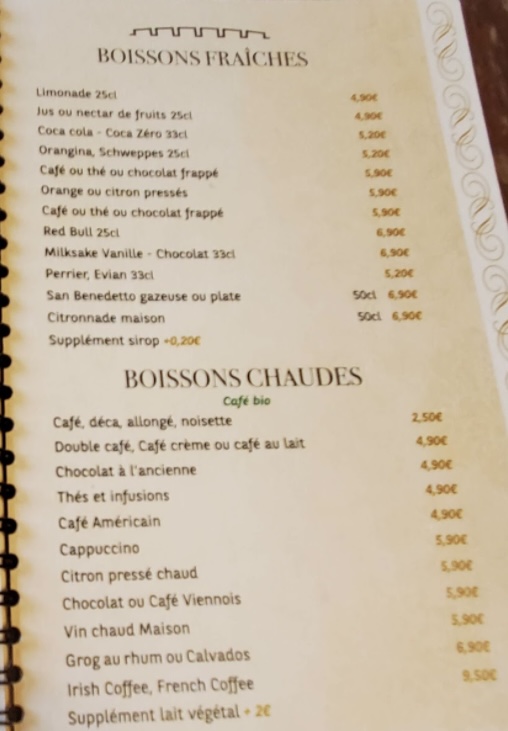 BOISSONS FRAÎCHES
Limonade 25cl 4,90€
Jus ou nectar de fruits 25cl 4,90€
Coca cola - Coca Zéro 33cl 5,20€
Orangina, Schweppes 25cl 5,20€
Café ou thé ou chocolat frappé 5,90€
Orange ou citron pressés 5,90€
Café ou thé ou chocolat frappé 5,90€
Red Bull 25cl 6,90€
Milksake Vanille - Chocolat 33cl 6,90€
Perrier, Evian 33cl 5,20€
San Benedetto gazeuse ou plate 50cl 6,90€
Citronnade maison 50cl 6,90€
Supplément sirop +0,20€
BOISSONS CHAUDES
Café bio
Café, déca, allongé, noisette 2,50€
Double café, Café crème ou café au lait 4,90€
Chocolat à l'ancienne 4,90€
Thés et infusions 4,90€
Café Américain 4,90€
Cappuccino 5,90€
Citron pressé chaud 5,90€
Chocolat ou Café Viennois 5,90€
Vin chaud Maison 5,90€
Grog au rhum ou Calvados 6,90€
Irish Coffee, French Coffee 9,50€
Supplément lait végétal + 2€